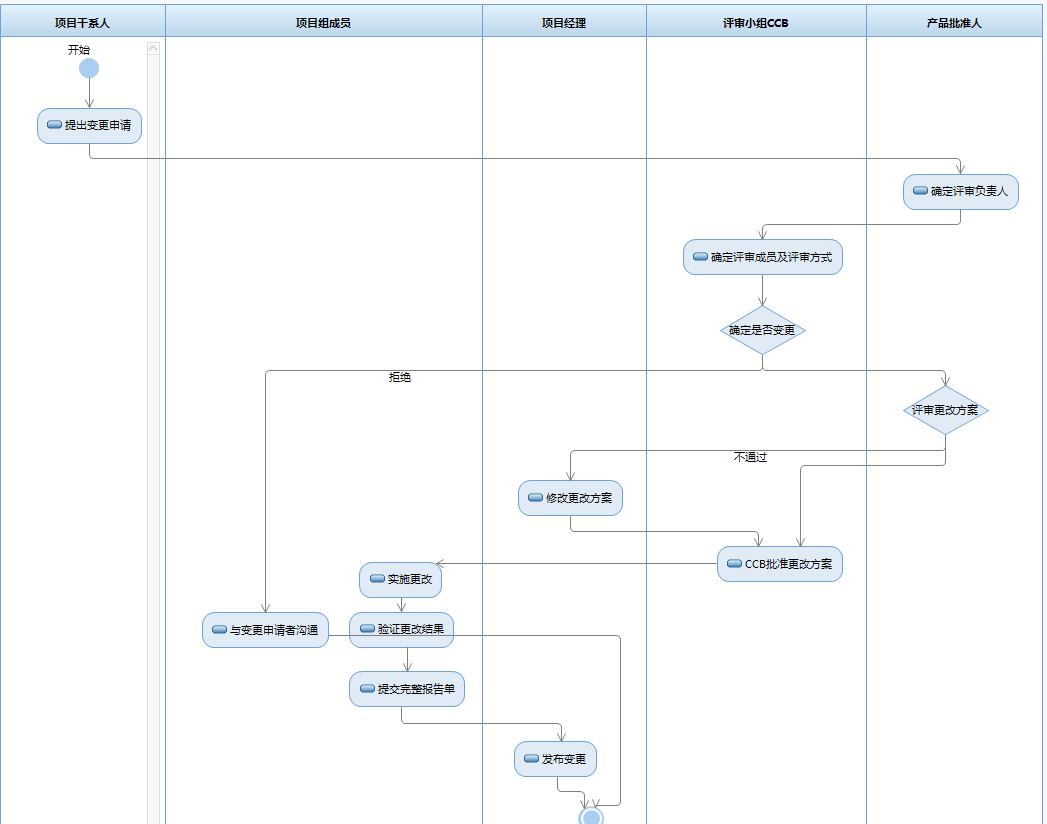 项目干系人
项目组成员
项目经理
评审小组CCB
产品批准人
开始
提出变更申请
确定评审负责人
确定评审成员及评审方式
确定是否变更
拒绝
评审更改方案
不通过
修改更改方案
CCB批准更改方案
实施更改
与变更申请者沟通
验证更改结果
提交完整报告单
发布变更